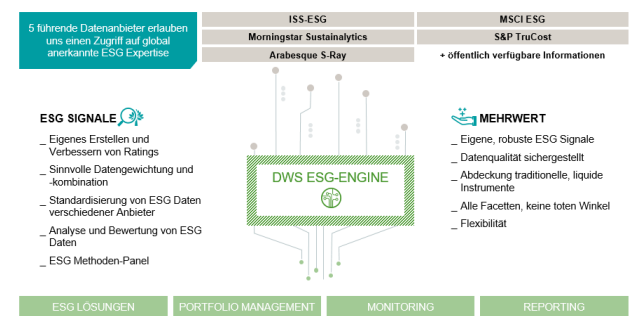 5 führende Datenanbieter erlauben
uns einen Zugriff auf global
anerkannte ESG Expertise
ISS-ESG
MSCI ESG
Morningstar Sustainalytics
S&P TruCost
Arabesque S-Ray
+ öffentlich verfügbare Informationen
ESG SIGNALE
_ Eigenes Erstellen und
Verbessern von Ratings
_ Sinnvolle Datengewichtung und
-kombination
_ Standardisierung von ESG Daten
verschiedener Anbieter
_ Analyse und Bewertung von ESG
Daten
_ ESG Methoden-Panel
DWS ESG-ENGINE
MEHRWERT
_ Eigene, robuste ESG Signale
_ Datenqualität sichergestellt
_ Abdeckung traditionelle, liquide
Instrumente
_ Alle Facetten, keine toten Winkel
_ Flexibilität
ESG LÖSUNGEN
PORTFOLIO MANAGEMENT
MONITORING
REPORTING